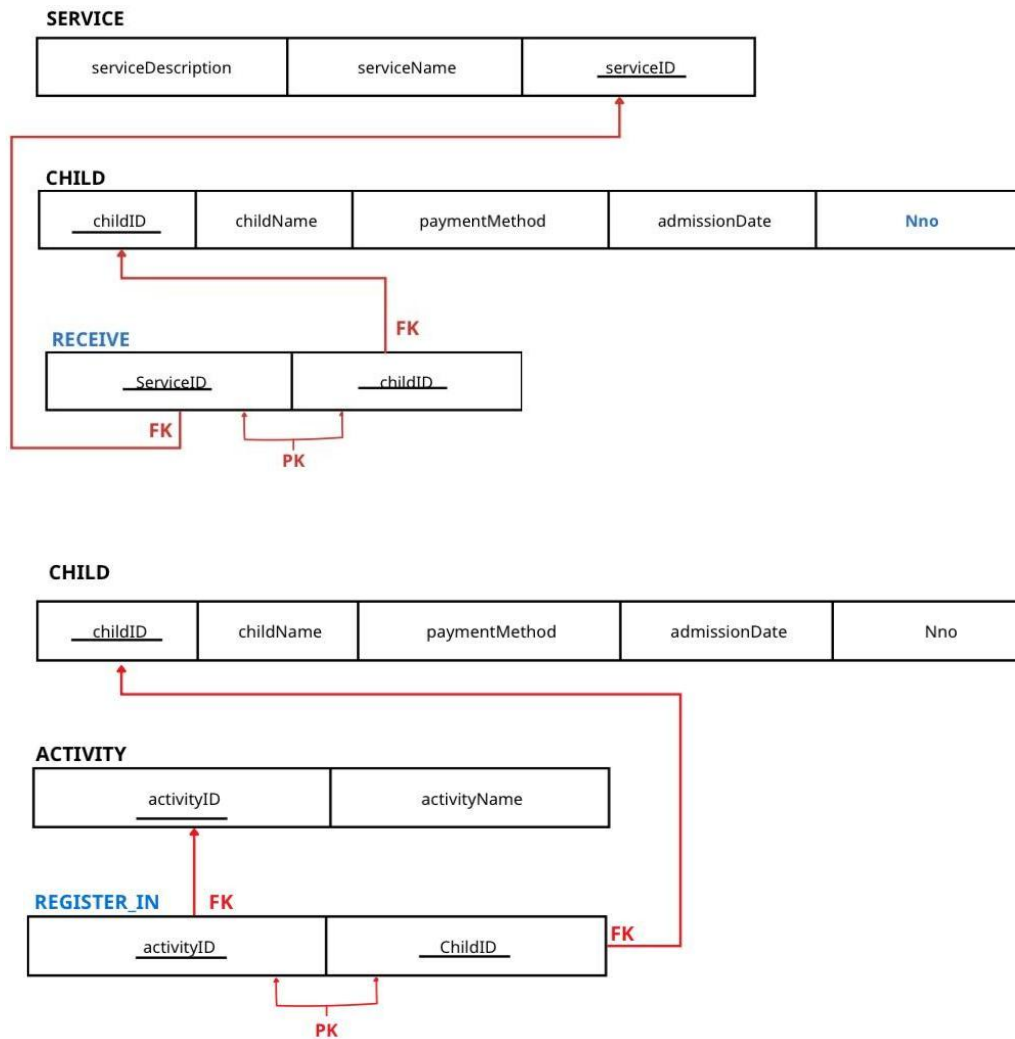 SERVICE
serviceDescription serviceName serviceID
CHILD
childID childName paymentMethod admissionDate Nno
FK
RECEIVE
ServiceID childID
FK
PK
CHILD
childID childName paymentMethod admissionDate Nno
ACTIVITY
activityID activityName
REGISTER_IN FK
FK
activityID ChildID
PK